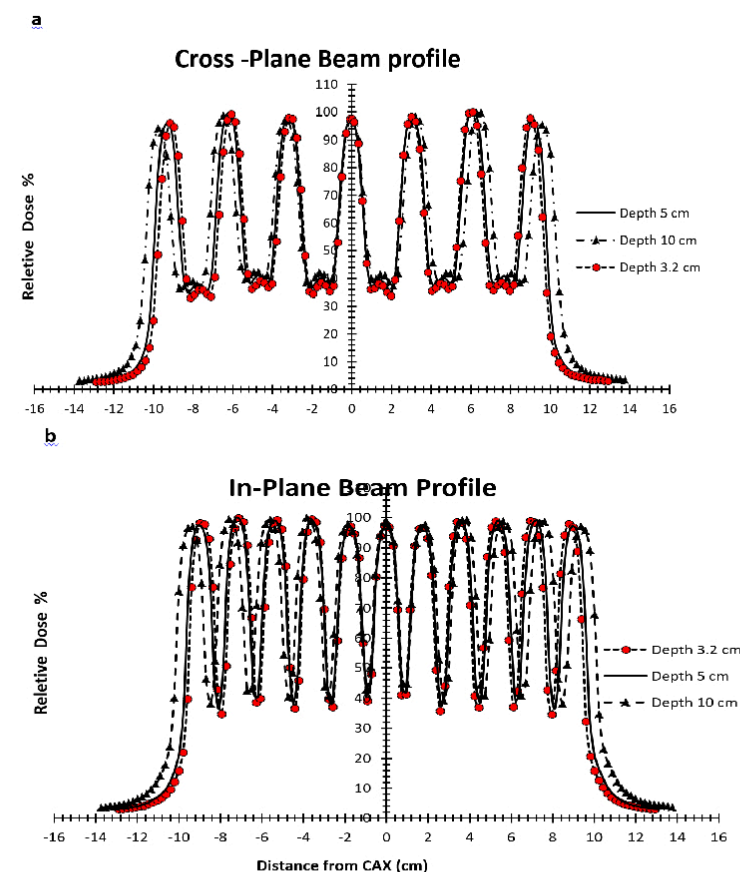 a
Cross -Plane Beam profile
110
100
90
80
70
60
50
40
30
20
10
0
-16 -14 -12 -10 -8 -6 -4 -2 0 2 4 6 8 10 12 14 16
Reletive Dose %
Depth 5 cm
Depth 10 cm
Depth 3.2 cm
b
In-Plane Beam Profile
110
100
90
80
70
60
50
40
30
20
10
0
-16 -14 -12 -10 -8 -6 -4 -2 0 2 4 6 8 10 12 14 16
Reletive Dose %
Depth 3.2 cm
Depth 5 cm
Depth 10 cm
Distance from CAX (cm)